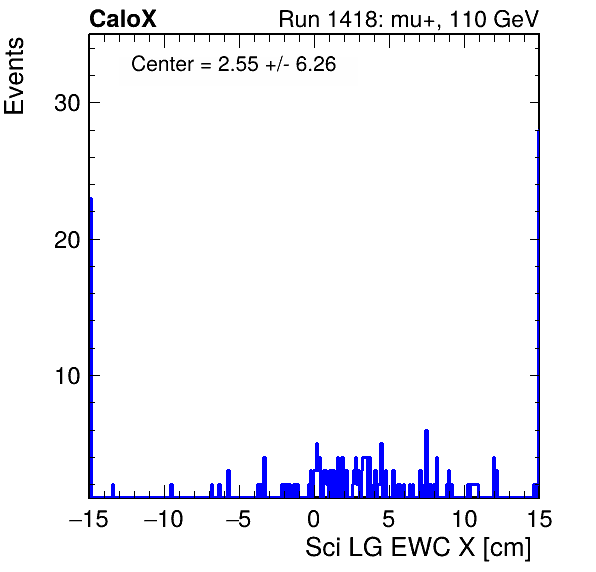 CaloX Run 1418: mu+, 110 GeV
Center = 2.55 +/- 6.26
Events
30
20
10
−15 −10 −5 0 5 10 15
Sci LG EWC X [cm]